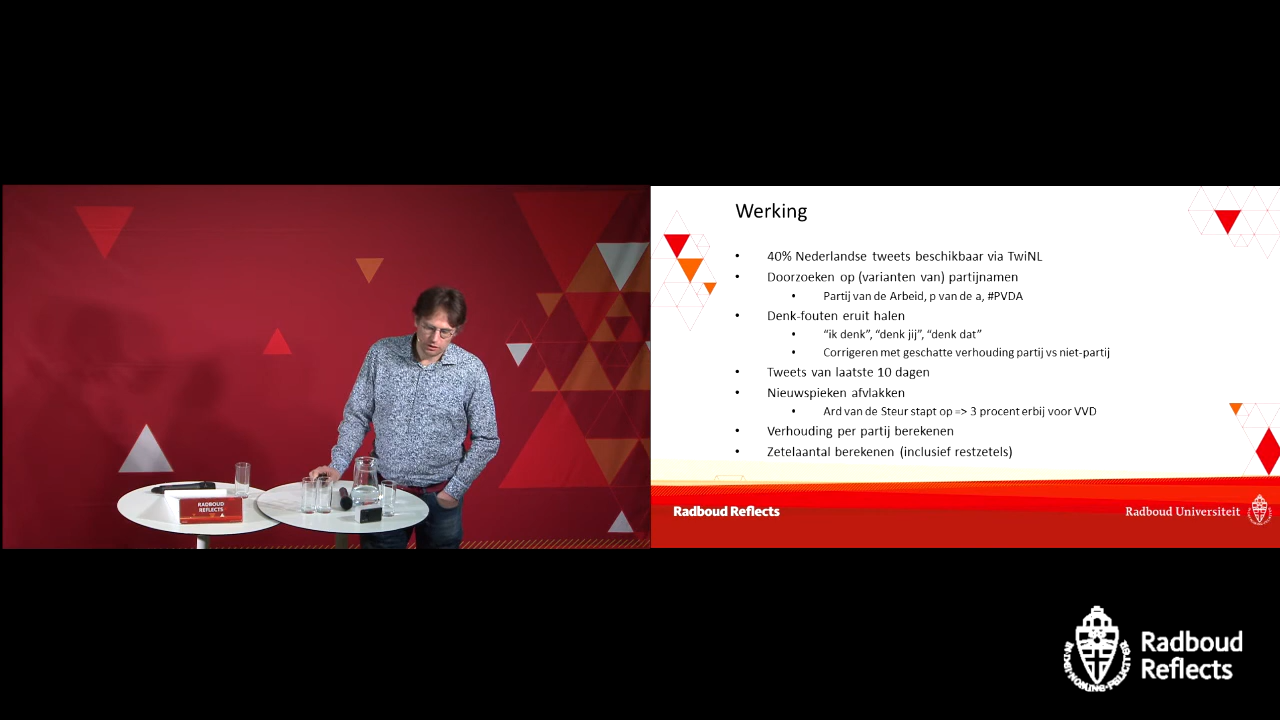 Werking
• 40% Nederlandse tweets beschikbaar via TwiNL
• Doorzoeken op (varianten van) partijnamen
• Partij van de Arbeid, p van de a, #PVDA
• Denk-fouten eruit halen
• “ik denk”, “denk jij”, “denk dat”
• Corrigeren met geschatte verhouding partij vs niet-partij
• Tweets van laatste 10 dagen
• Nieuwspieken afvlakken
• Ard van de Steur stapt op => 3 procent erbij voor VVD
• Verhouding per partij berekenen
• Zetelaantal berekenen (inclusief restzetels)
RADBOUD
REFLECTS
Radboud Reflects
Radboud Universiteit
Radboud
Reflects